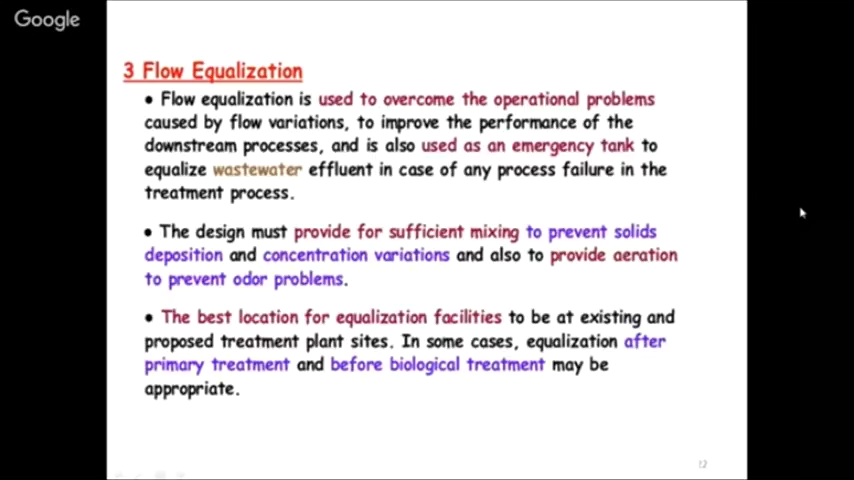 Google
3 Flow Equalization
• Flow equalization is used to overcome the operational problems
caused by flow variations, to improve the performance of the
downstream processes, and is also used as an emergency tank to
equalize wastewater effluent in case of any process failure in the
treatment process.
• The design must provide for sufficient mixing to prevent solids
deposition and concentration variations and also to provide aeration
to prevent odor problems.
• The best location for equalization facilities to be at existing and
proposed treatment plant sites. In some cases, equalization after
primary treatment and before biological treatment may be
appropriate.